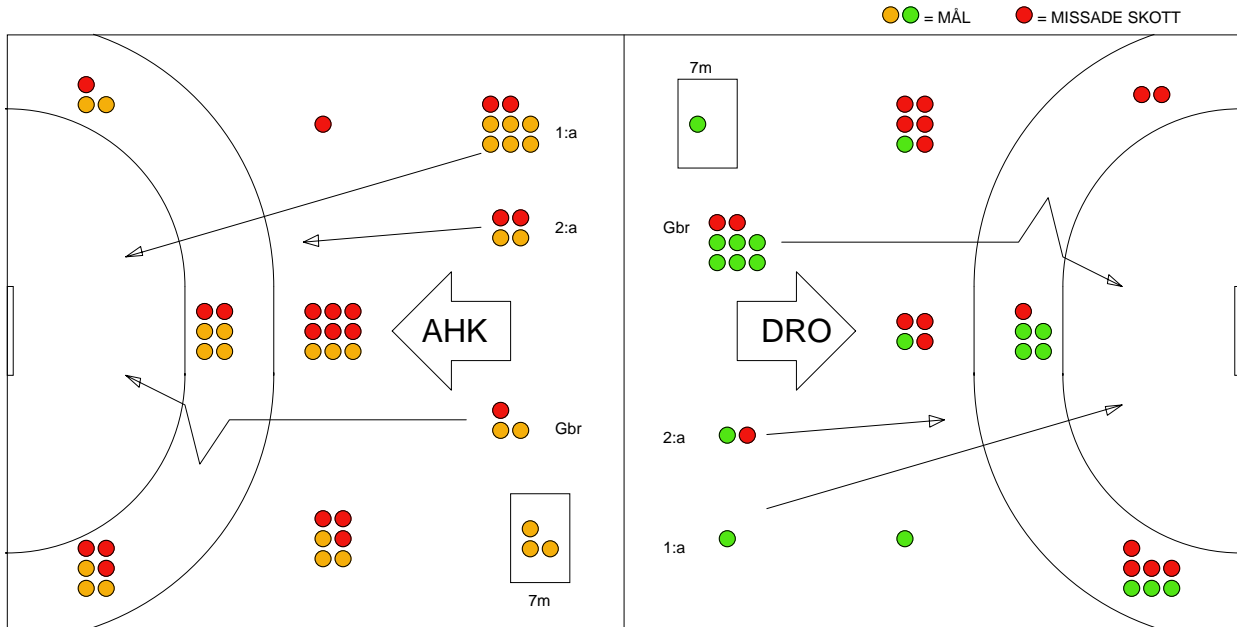 = MÅL
= MISSADE SKOTT
7m
1:a
2:a
Gbr
AHK
DRO
Gbr
2:a
1:a
7m